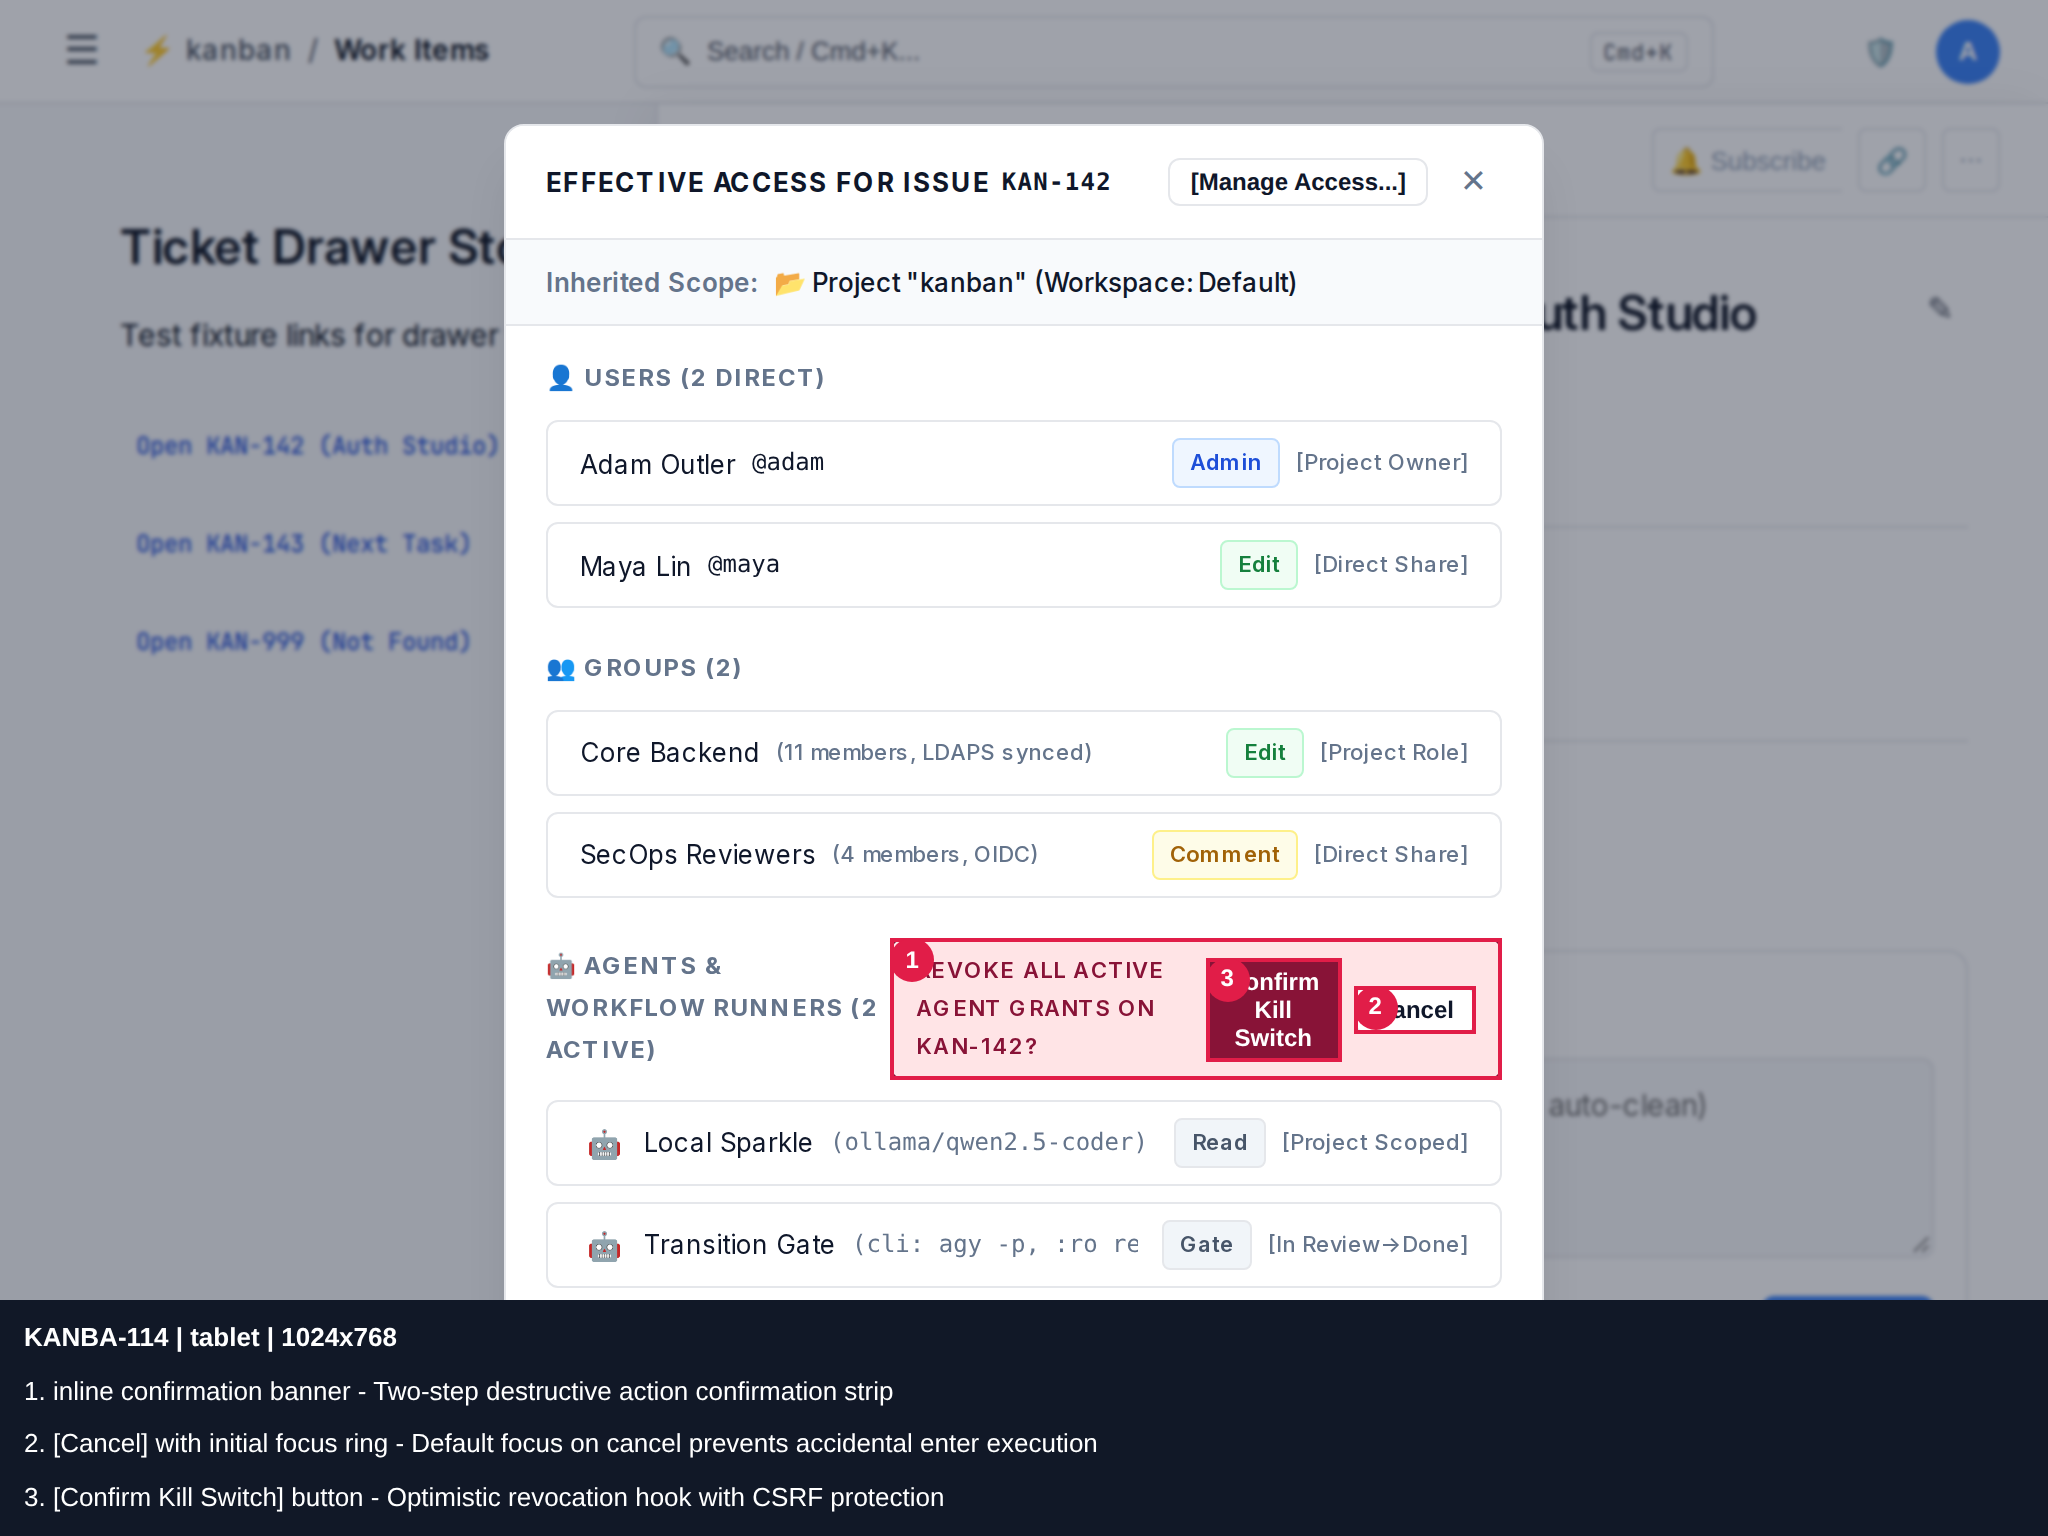 ⚡ kanban / Work Items
Search / Cmd+K...
Cmd+K
A
Subscribe
Ticket Drawer
Test fixture links for drawer
Open KAN-142 (Auth Studio)
Open KAN-143 (Next Task)
Open KAN-999 (Not Found)
uth Studio
auto-clean)
EFFECTIVE ACCESS FOR ISSUE KAN-142
[Manage Access...]
✕
Inherited Scope: 📂 Project "kanban" (Workspace: Default)
👤 USERS (2 DIRECT)
Adam Outler @adam
Admin [Project Owner]
Maya Lin @maya
Edit [Direct Share]
👥 GROUPS (2)
Core Backend (11 members, LDAPS synced)
Edit [Project Role]
SecOps Reviewers (4 members, OIDC)
Comment [Direct Share]
🤖 AGENTS &
WORKFLOW RUNNERS (2
ACTIVE)
1
EVOKE ALL ACTIVE
AGENT GRANTS ON
KAN-142?
3
onfirm
Kill
Switch
2
ancel
🤖 Local Sparkle (ollama/qwen2.5-coder)
Read [Project Scoped]
🤖 Transition Gate (cli: agy -p, :ro re
Gate [In Review→Done]
KANBA-114 | tablet | 1024x768
1. inline confirmation banner - Two-step destructive action confirmation strip
2. [Cancel] with initial focus ring - Default focus on cancel prevents accidental enter execution
3. [Confirm Kill Switch] button - Optimistic revocation hook with CSRF protection